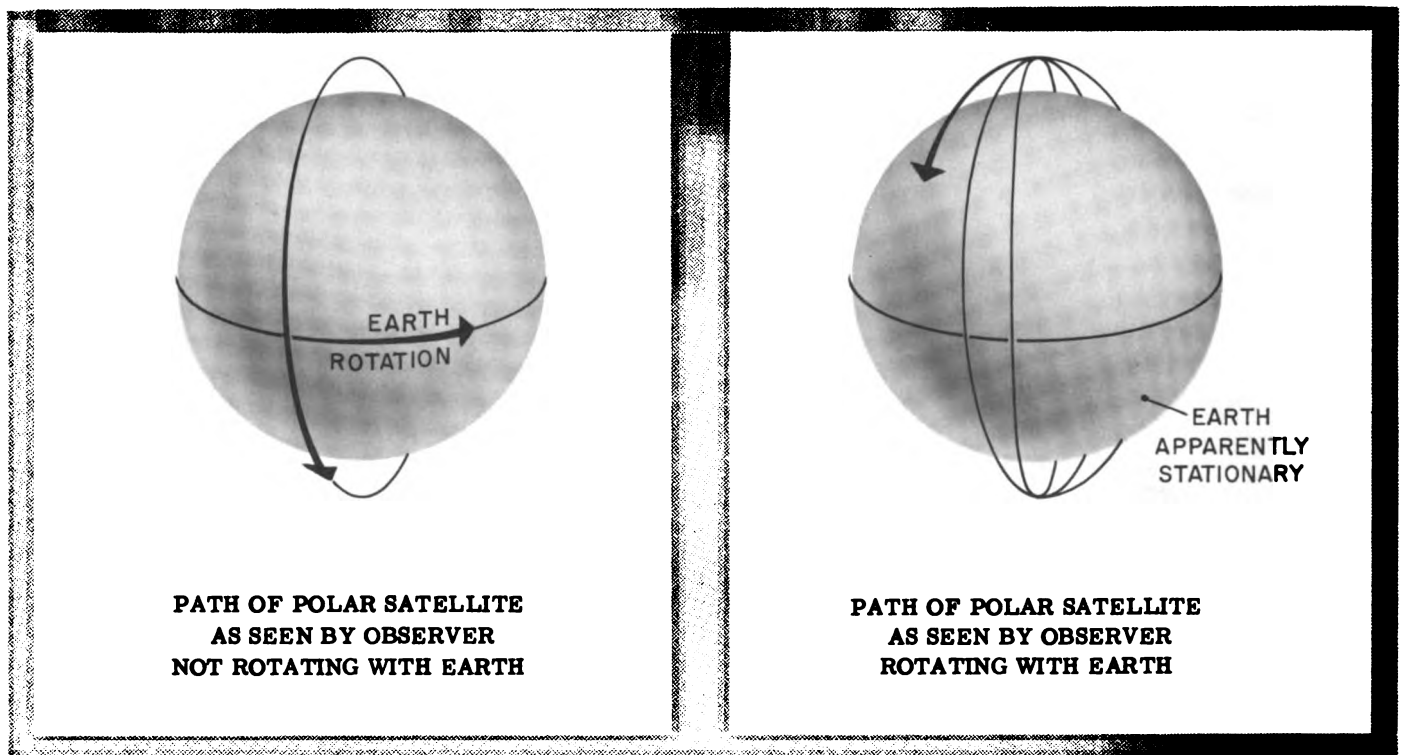 EARTH
ROTATION
PATH OF POLAR SATELLITE
AS SEEN BY OBSERVER
NOT ROTATING WITH EARTH
EARTH
APPARENTLY
STATIONARY
PATH OF POLAR SATELLITE
AS SEEN BY OBSERVER
ROTATING WITH EARTH